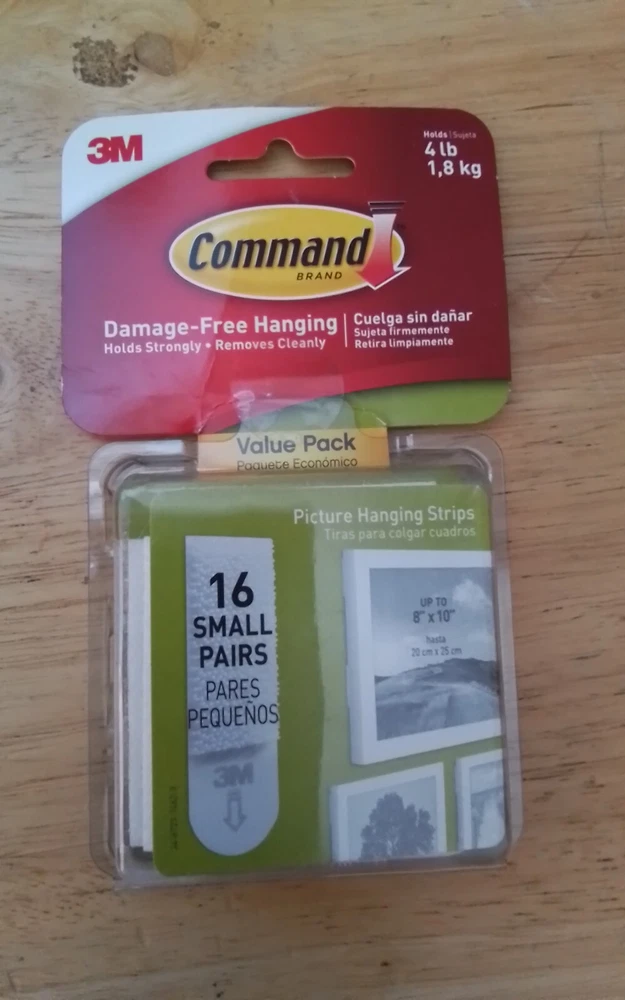 3M
Holds | Sujeta
4 lb
1,8 kg
Command
BRAND
Damage-Free Hanging
Holds Strongly • Removes Cleanly
Cuelga sin dañar
Sujeta firmemente
Retira limpiamente
Value Pack
Paquete Económico
Picture Hanging Strips
Tiras para colgar cuadros
16
SMALL
PAIRS
PARES
PEQUEÑOS
3M
UP TO
8" x 10"
hasta
20 cm x 25 cm